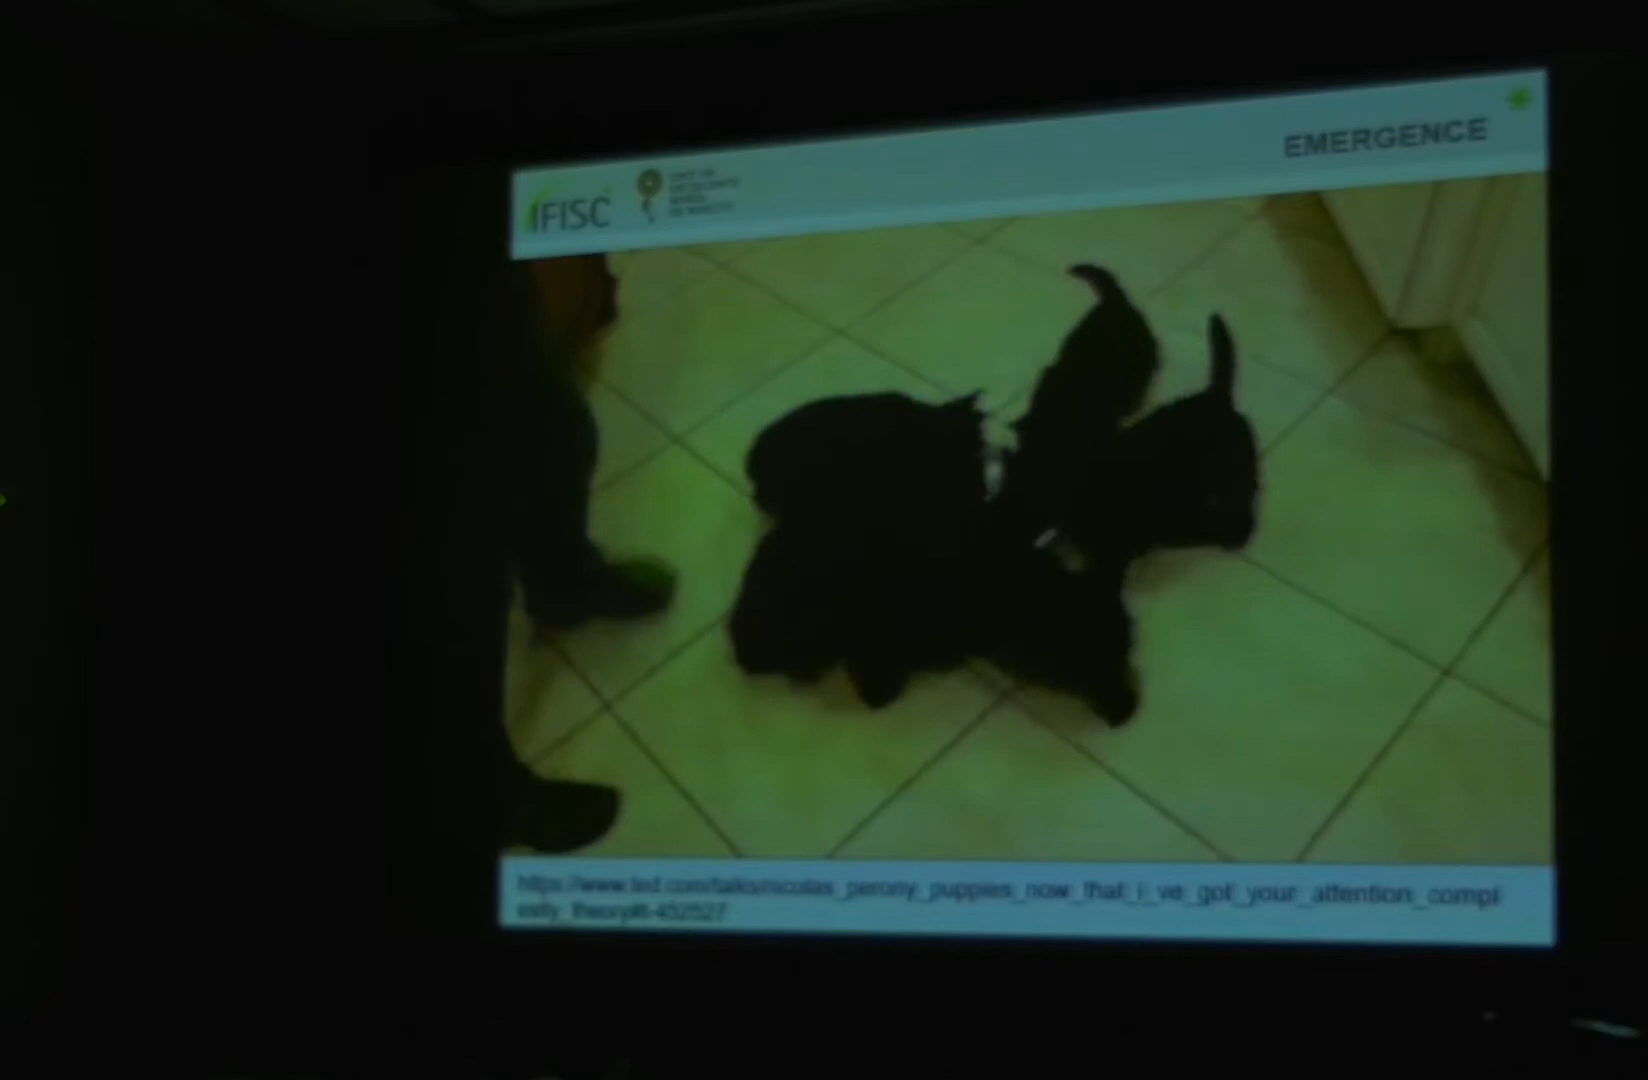 EMERGENCE
IFISC
https://www.ted.com/talks/nicolas_perony_puppies_now_that_i_ve_got_your_attention_compl
exity_theory#t-452527